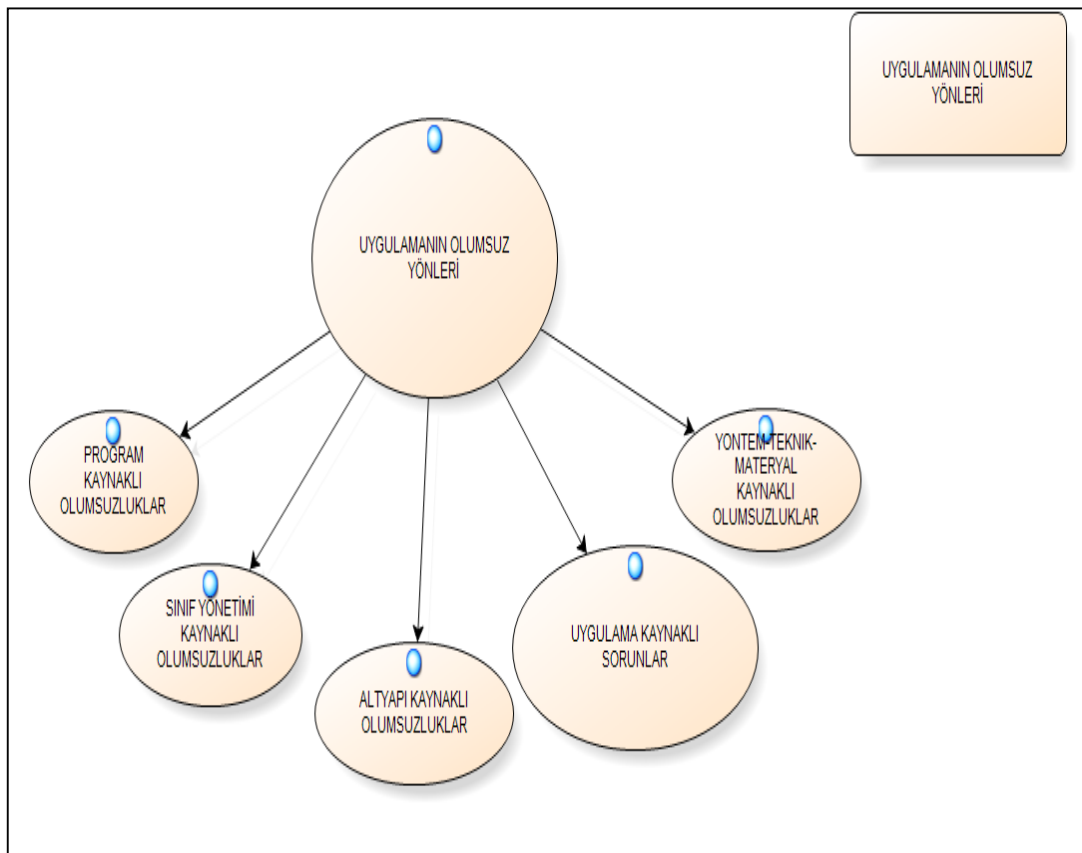 UYGULAMANIN OLUMSUZ
YÖNLERİ
UYGULAMANIN OLUMSUZ
YÖNLERİ
PROGRAM
KAYNAKLI
OLUMSUZLUKLAR
SINIF YÖNETİMİ
KAYNAKLI
OLUMSUZLUKLAR
ALTYAPI KAYNAKLI
OLUMSUZLUKLAR
UYGULAMA KAYNAKLI
SORUNLAR
YÖNTEM-TEKNİK-
MATERYAL
KAYNAKLI
OLUMSUZLUKLAR